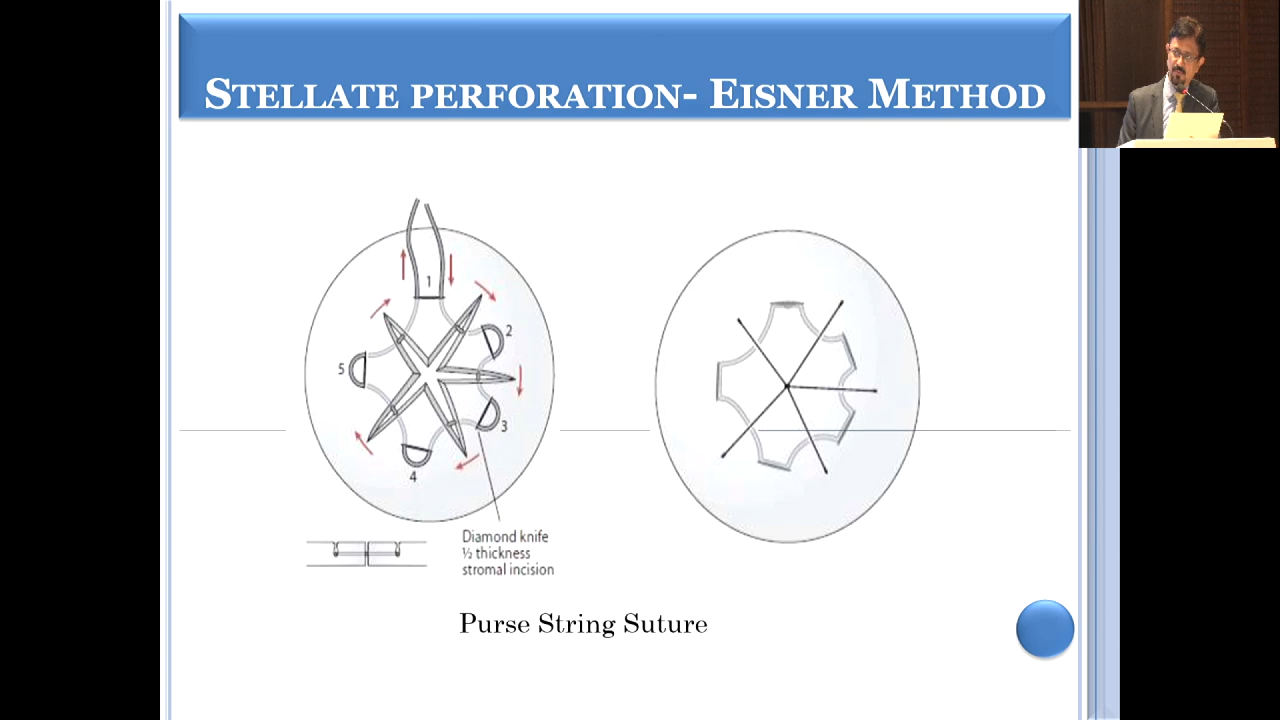 STELLATE PERFORATION- EISNER METHOD
1
2
5
3
4
Diamond knife
½ thickness
stromal incision
Purse String Suture